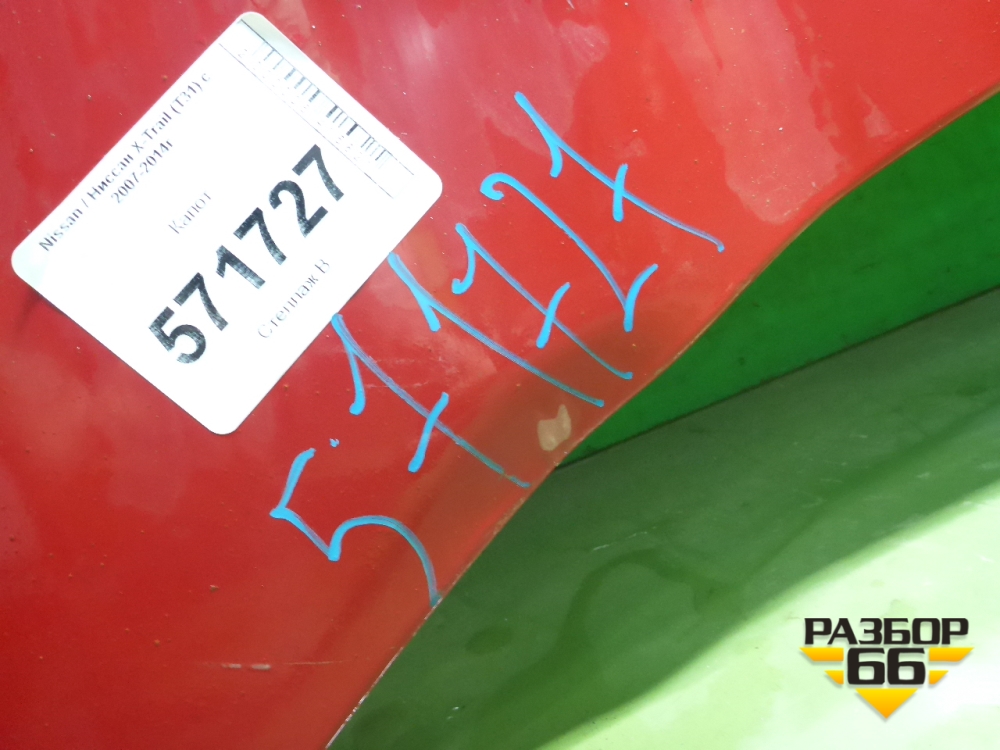 Nissan / Ниссан X-Trail (T31) с
2007-2014г
Капот
571727
Стеллаж В
571727
РАЗБОР
66